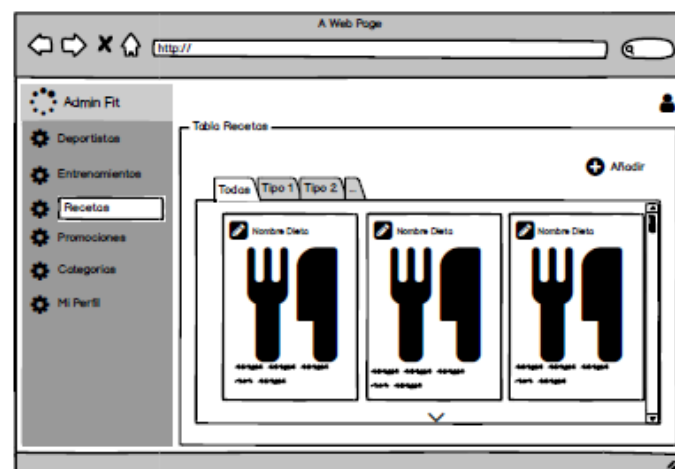 A Web Page
http://
Admin Fit
Deportistas
Entrenamientos
Recetas
Promociones
Categorias
Mi Perfil
Tabla Recetas
Añadir
Todas Tipo 1 Tipo 2 ...
Nombre Dieta Nombre Dieta Nombre Dieta